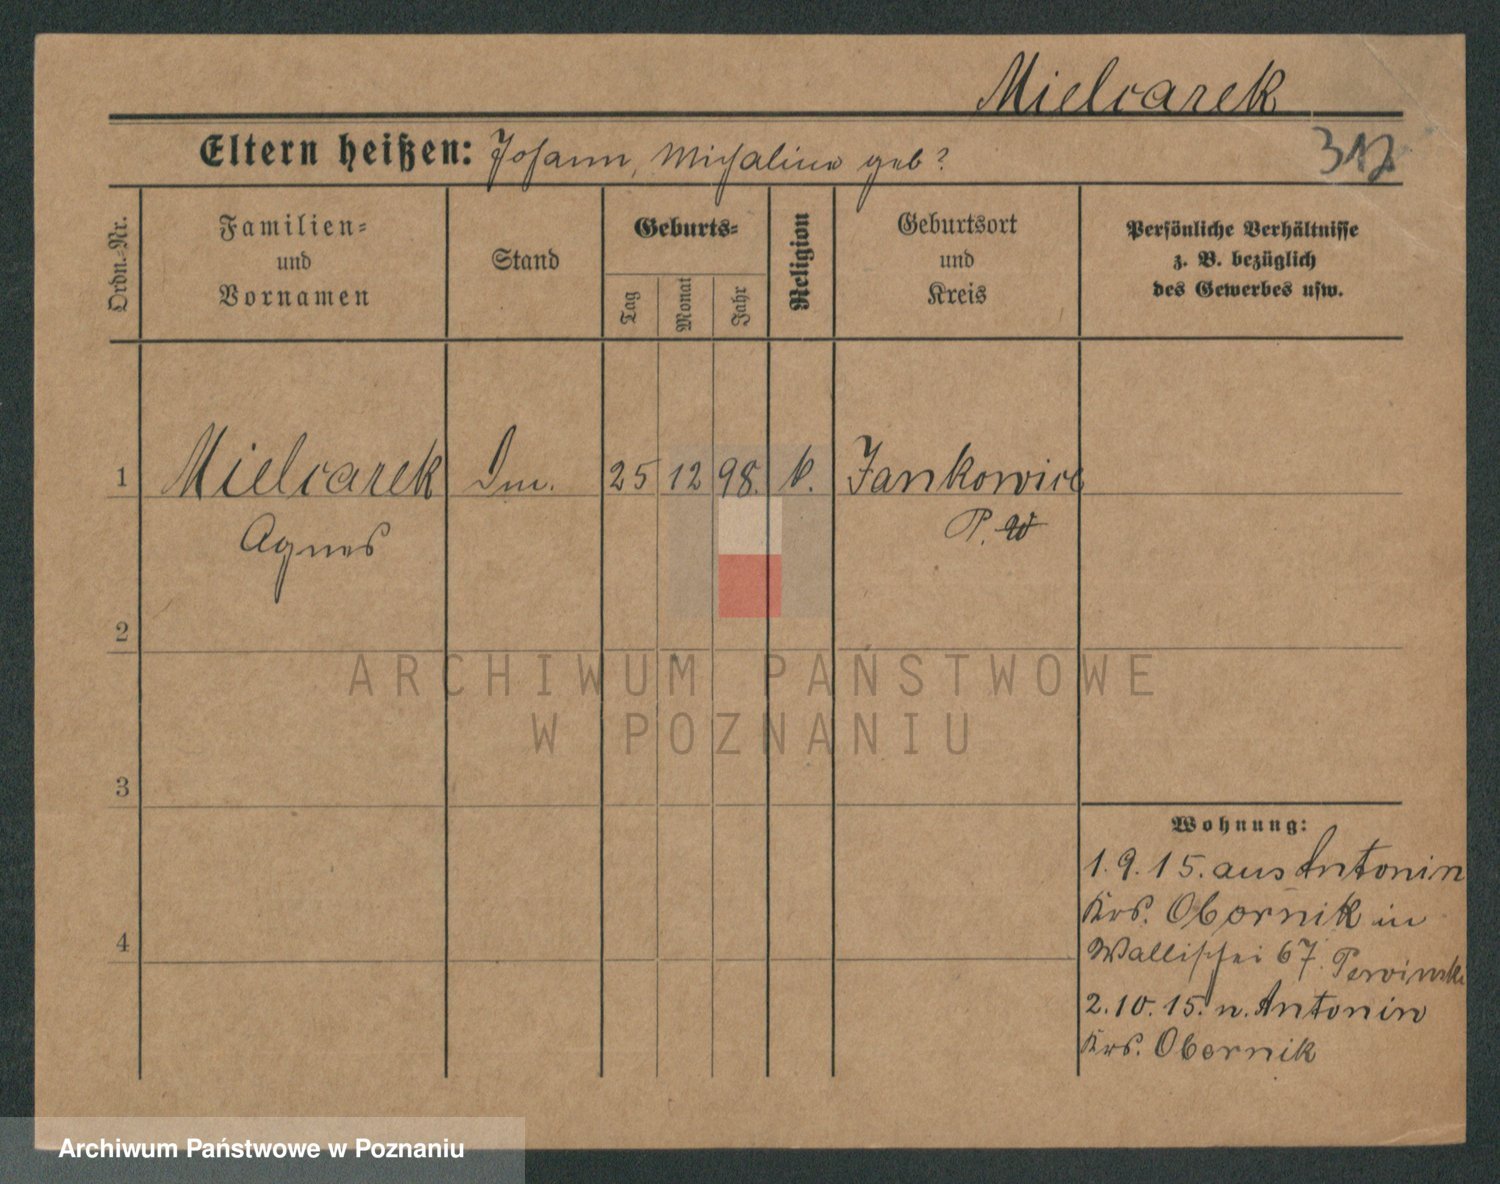 Mielcarek
Eltern heißen: Johann, Michalina geb?
312
Ordn.-Nr.
Familien-
und
Vornamen
Stand
Geburts-
Tag
Monat
Jahr
Religion
Geburtsort
und
Kreis
Persönliche Verhältnisse
z. B. bezüglich
des Gewerbes usw.
1 Mielcarek 25 12 98. k. Jankowice
Agnes P. W
2
3
4
ARCHIWUM PAŃSTWOWE
W POZNANIU
Wohnung:
1.9.15. aus Antonin
Krs. Obornik in
Wallischei 67.
2.10.15. n. Antonin
Krs. Obornik
Archiwum Państwowe w Poznaniu